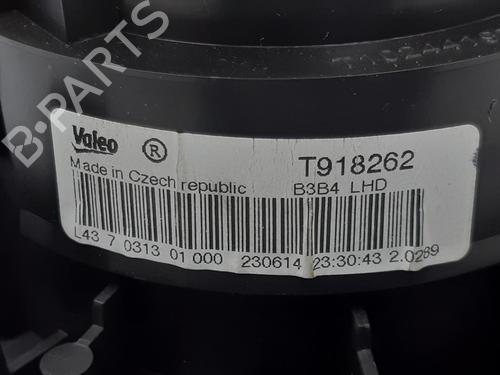 B-PARTS
Valeo ® T918262
Made in Czech republic B3B4 LHD
L43 7 0313 01 000 230614 23:30:43 2.0289